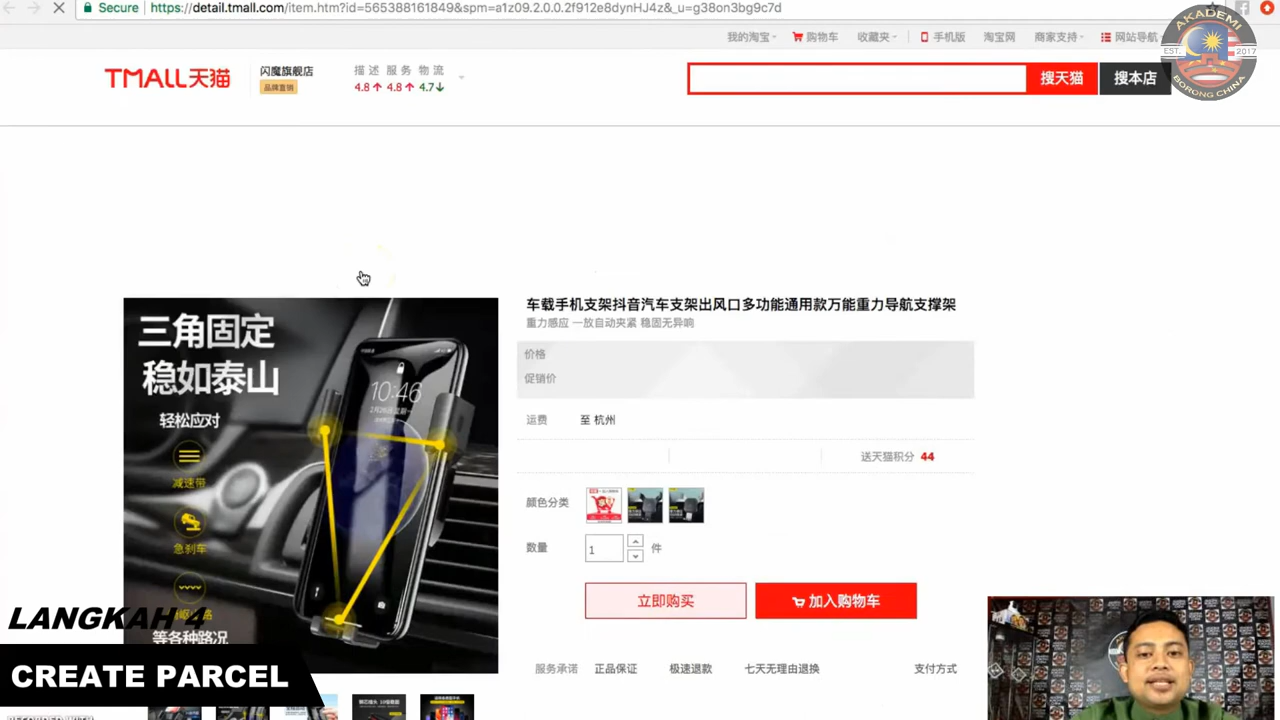 Secure
https://detail.tmall.com/item.htm?id=565388161849&spm=a1z09.2.0.0.2f912e8dynHJ4z&_u=g38on3bg9c7d
我的淘宝
购物车
收藏夹
手机版
淘宝网
商家支持
网站导航
AKADEMI
EST. 2017
BORONG CHINA
TMALL天猫
闪魔旗舰店
品牌直销
描述 服务 物流
4.8 4.8 4.7
搜天猫
搜本店
三角固定
稳如泰山
轻松应对
减速带
急刹车
等各种路况
10:46
车载手机支架抖音汽车支架出风口多功能通用款万能重力导航支撑架
重力感应 一放自动夹紧 稳固无异响
价格
促销价
运费 至 杭州
送天猫积分 44
颜色分类
数量 1 件
立即购买
加入购物车
服务承诺 正品保证 极速退款 七天无理由退换 支付方式
LANGKAH 4
CREATE PARCEL